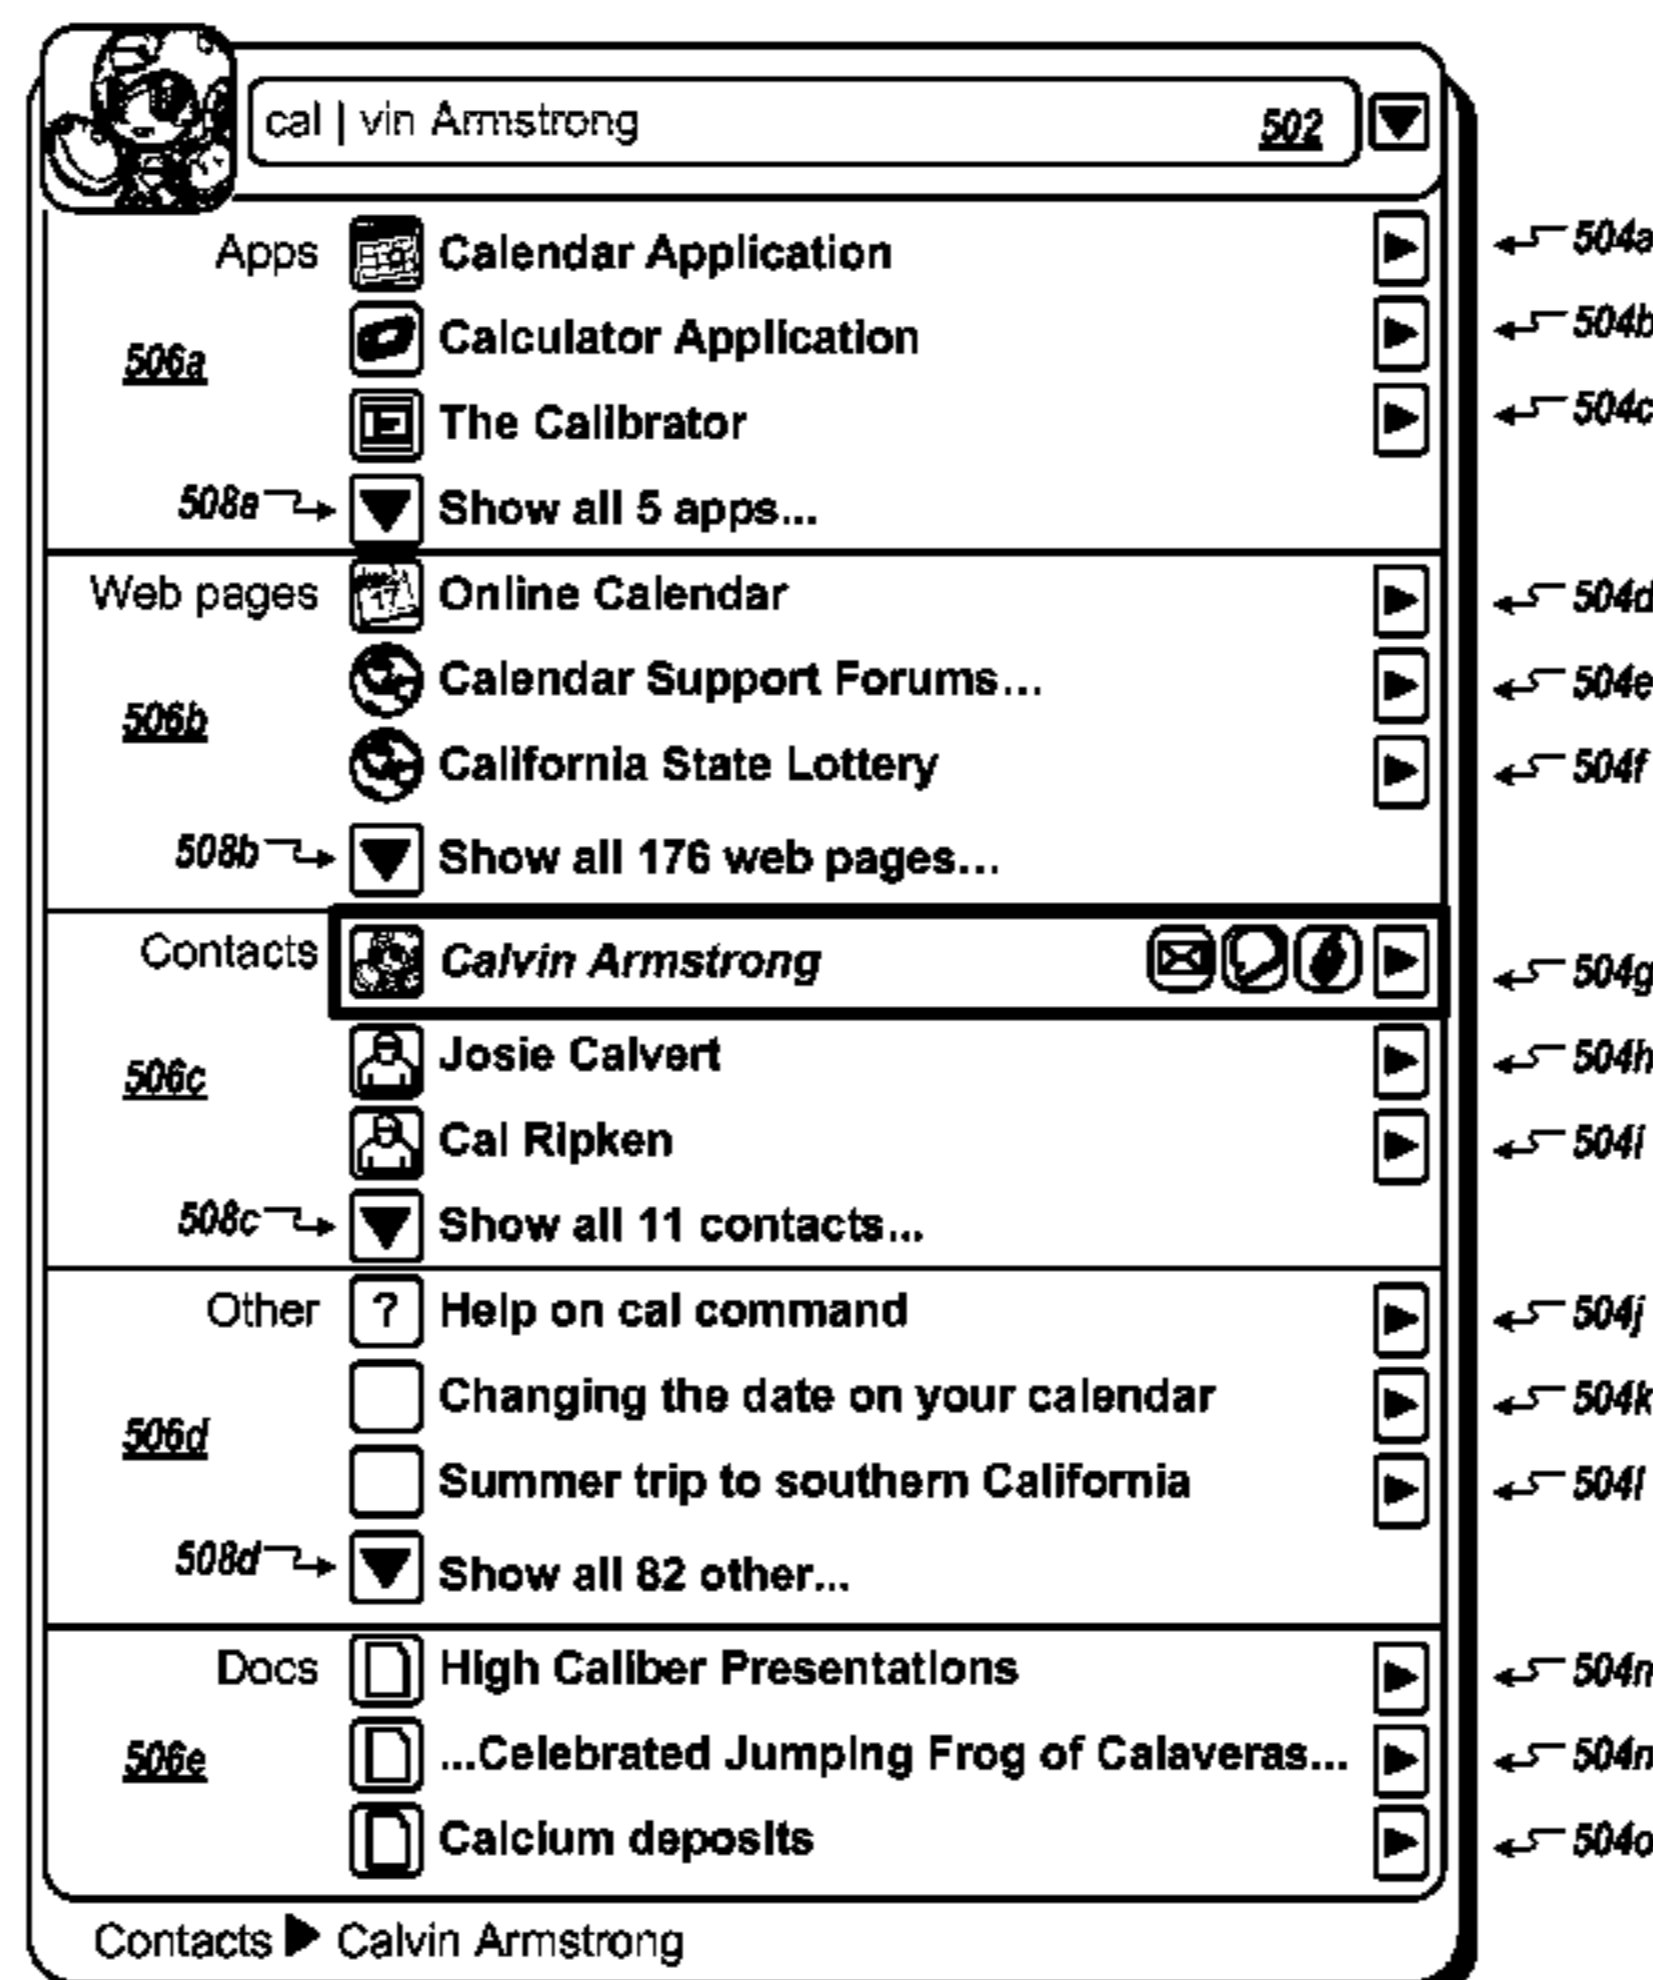 cal | vin Armstrong 502
Apps Calendar Application 504a
Calculator Application 504b
506a
The Calibrator 504c
508a Show all 5 apps...
Web pages Online Calendar 504d
Calendar Support Forums... 504e
506b
California State Lottery 504f
508b Show all 176 web pages...
Contacts Calvin Armstrong 504g
Josie Calvert 504h
506c
Cal Ripken 504i
508c Show all 11 contacts...
Other ? Help on cal command 504j
Changing the date on your calendar 504k
506d
Summer trip to southern California 504l
508d Show all 82 other...
Docs High Caliber Presentations
...Celebrated Jumping Frog of Calaveras... 504n
506e
Calcium deposits 504o
Contacts ▶ Calvin Armstrong